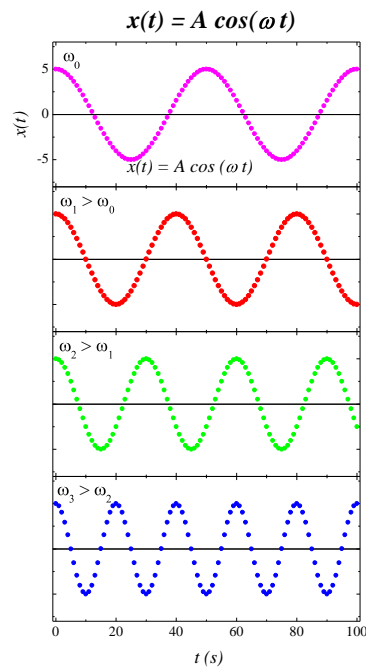 x(t) = A cos(ω t)
ω₀
5
0
-5
x(t)
x(t) = A cos (ω t)
ω₁ > ω₀
ω₂ > ω₁
ω₃ > ω₂
0 20 40 60 80 100
t (s)